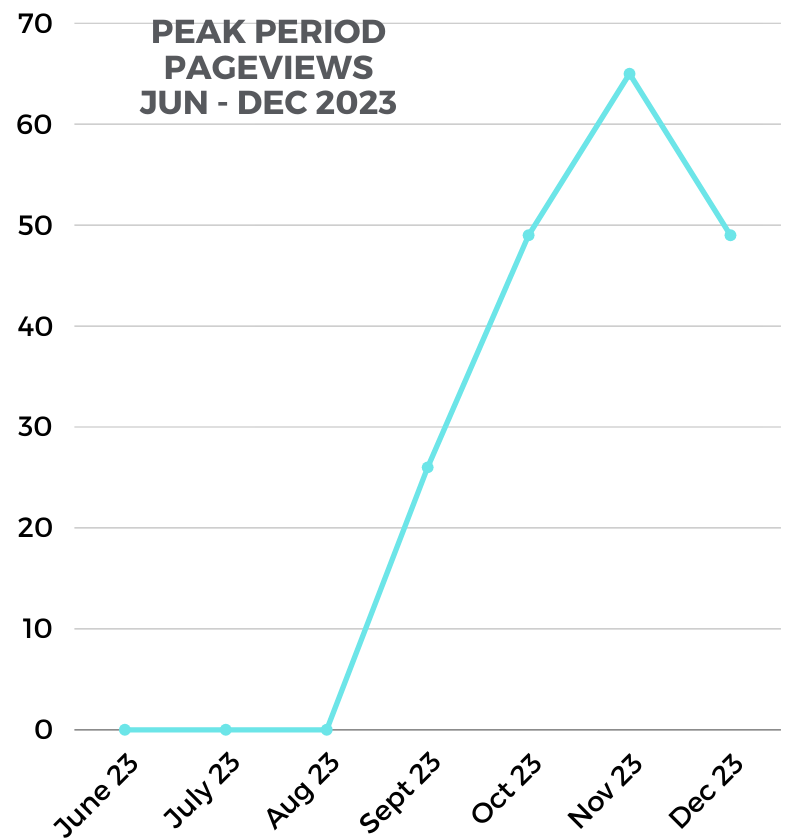 PEAK PERIOD
PAGEVIEWS
JUN - DEC 2023
70
60
50
40
30
20
10
0
June 23
July 23
Aug 23
Sept 23
Oct 23
Nov 23
Dec 23